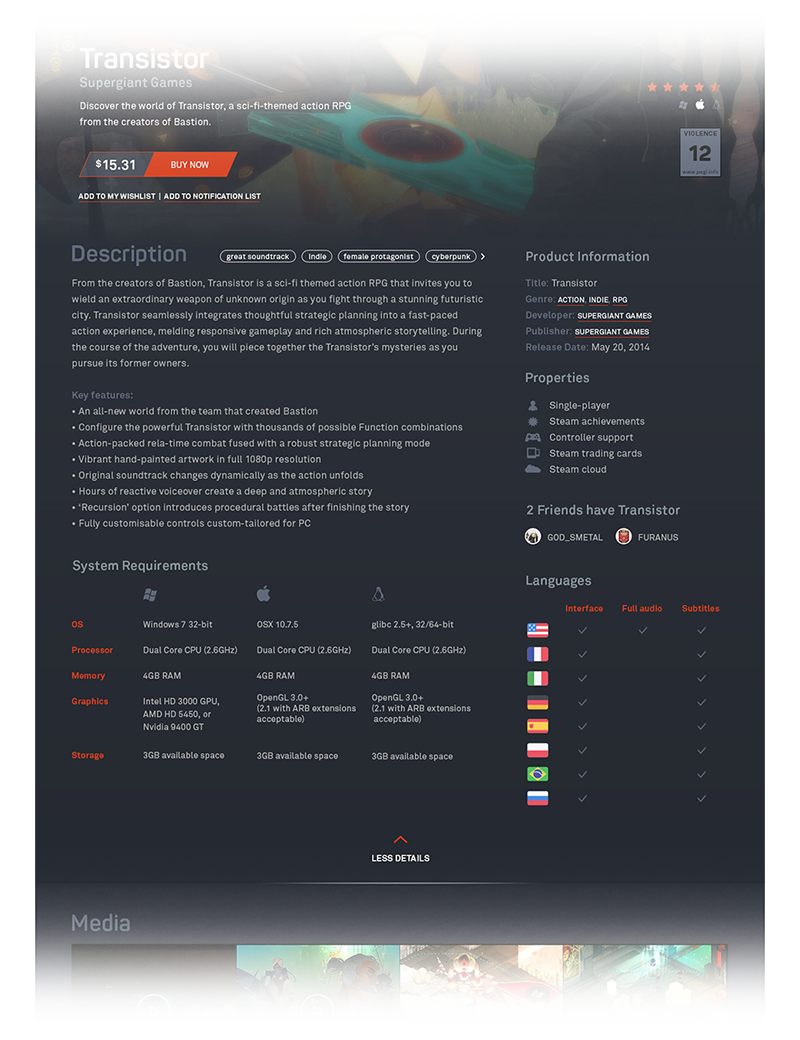 Transistor
Supergiant Games
Discover the world of Transistor, a sci-fi-themed action RPG
from the creators of Bastion.
$15.31 BUY NOW
ADD TO MY WISHLIST | ADD TO NOTIFICATION LIST
VIOLENCE
12
www.pegi.info
Description
great soundtrack
indie
female protagonist
cyberpunk
From the creators of Bastion, Transistor is a sci-fi themed action RPG that invites you to
wield an extraordinary weapon of unknown origin as you fight through a stunning futuristic
city. Transistor seamlessly integrates thoughtful strategic planning into a fast-paced
action experience, melding responsive gameplay and rich atmospheric storytelling. During
the course of the adventure, you will piece together the Transistor's mysteries as you
pursue its former owners.
Key features:
• An all-new world from the team that created Bastion
• Configure the powerful Transistor with thousands of possible Function combinations
• Action-packed rela-time combat fused with a robust strategic planning mode
• Vibrant hand-painted artwork in full 1080p resolution
• Original soundtrack changes dynamically as the action unfolds
• Hours of reactive voiceover create a deep and atmospheric story
• ‘Recursion’ option introduces procedural battles after finishing the story
• Fully customisable controls custom-tailored for PC
System Requirements
OS Windows 7 32-bit OSX 10.7.5 glibc 2.5+, 32/64-bit
Processor Dual Core CPU (2.6GHz) Dual Core CPU (2.6GHz) Dual Core CPU (2.6GHz)
Memory 4GB RAM 4GB RAM 4GB RAM
Graphics Intel HD 3000 GPU, OpenGL 3.0+ OpenGL 3.0+
AMD HD 5450, or (2.1 with ARB extensions (2.1 with ARB extensions
Nvidia 9400 GT acceptable) acceptable)
Storage 3GB available space 3GB available space 3GB available space
Product Information
Title: Transistor
Genre: ACTION, INDIE, RPG
Developer: SUPERGIANT GAMES
Publisher: SUPERGIANT GAMES
Release Date: May 20, 2014
Properties
Single-player
Steam achievements
Controller support
Steam trading cards
Steam cloud
2 Friends have Transistor
GOD_SMETAL FURANUS
Languages
Interface Full audio Subtitles
LESS DETAILS
Media